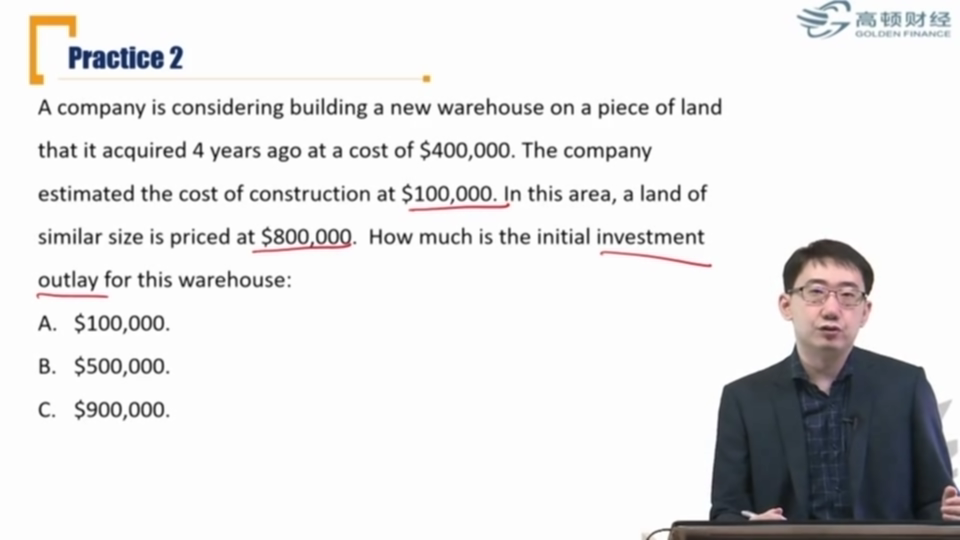 高顿财经
GOLDEN FINANCE
Practice 2
A company is considering building a new warehouse on a piece of land
that it acquired 4 years ago at a cost of $400,000. The company
estimated the cost of construction at $100,000. In this area, a land of
similar size is priced at $800,000. How much is the initial investment
outlay for this warehouse:
A. $100,000.
B. $500,000.
C. $900,000.